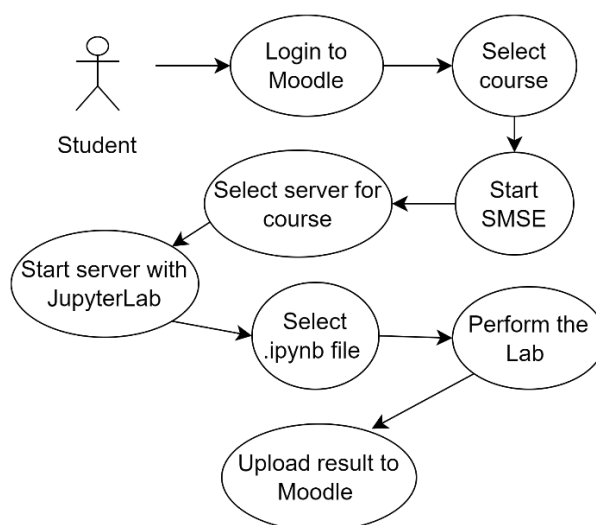 Login to
Moodle
Select
course
Student
Select server for
course
Start
SMSE
Start server with
JupyterLab
Select
.ipynb file
Perform the
Lab
Upload result to
Moodle